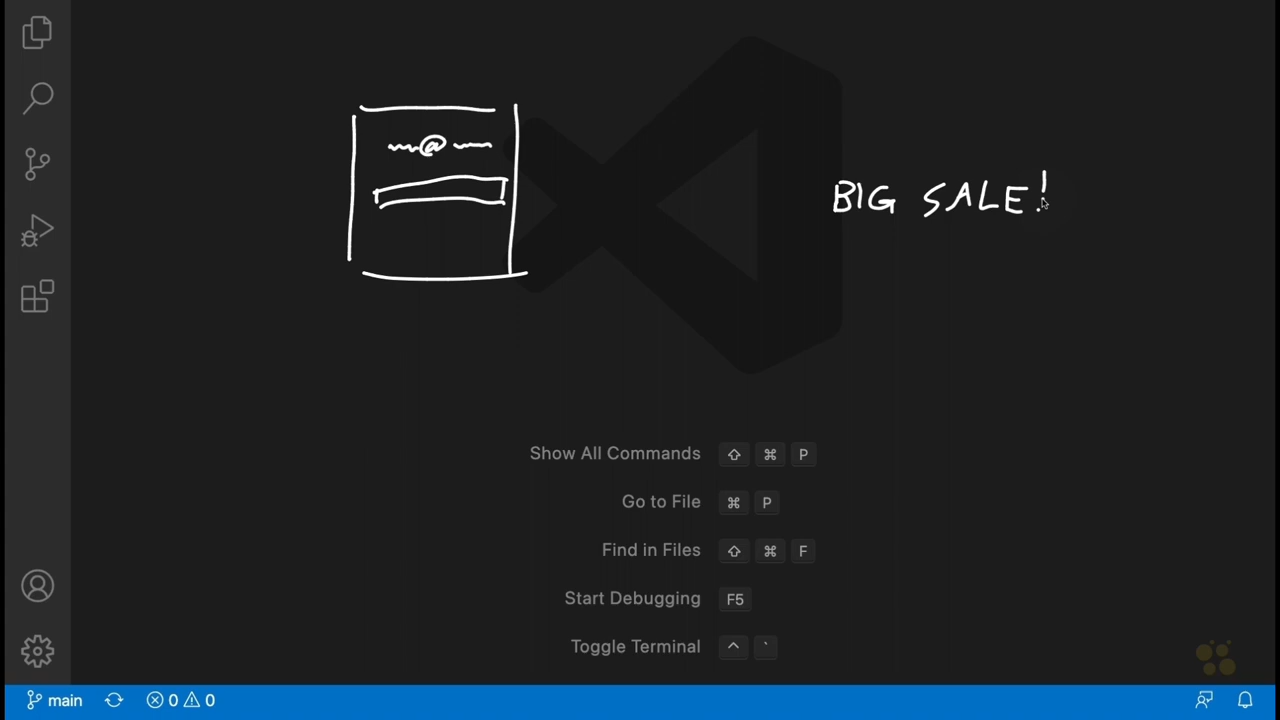 @
BIG SALE!
Show All Commands ⇧ ⌘ P
Go to File ⌘ P
Find in Files ⇧ ⌘ F
Start Debugging F5
Toggle Terminal ^ `
main 0 0